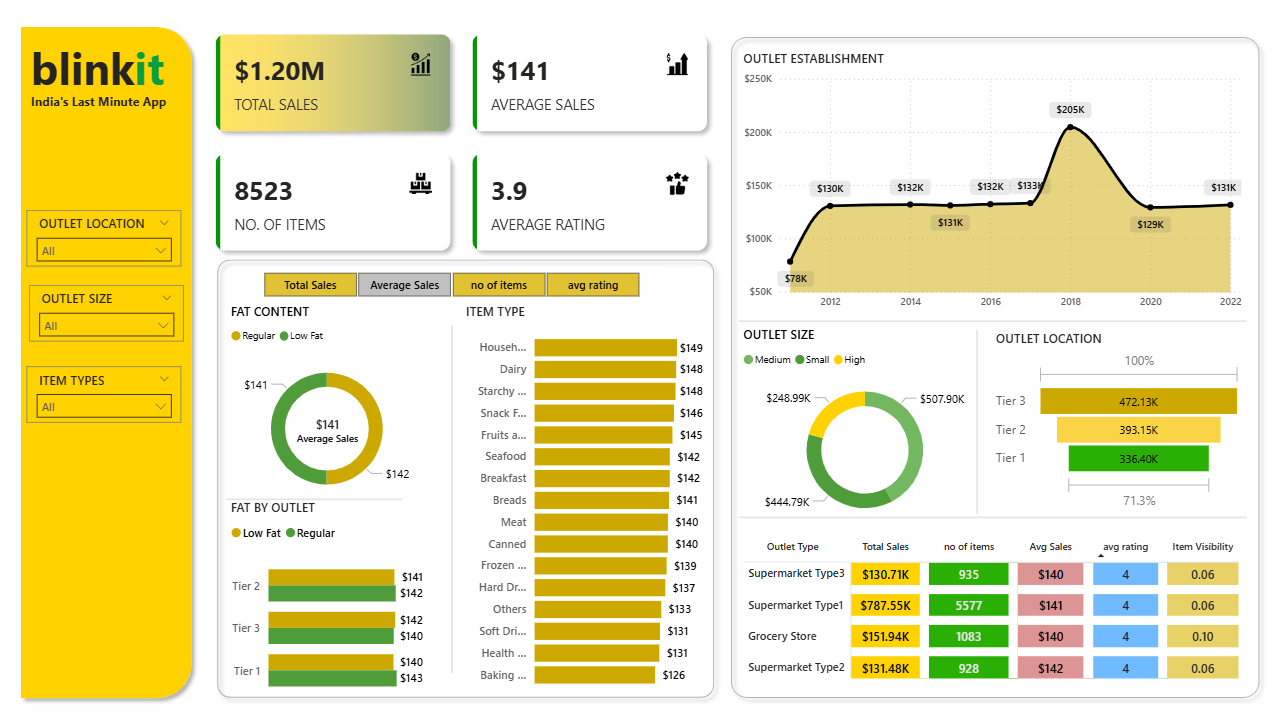 blinkit
India's Last Minute App
OUTLET LOCATION
All
OUTLET SIZE
All
ITEM TYPES
All
$1.20M
TOTAL SALES
$141
AVERAGE SALES
8523
NO. OF ITEMS
3.9
AVERAGE RATING
Total Sales
Average Sales
no of items
avg rating
FAT CONTENT
Regular Low Fat
$141
$141
Average Sales
$142
FAT BY OUTLET
Low Fat Regular
Tier 2 $141
$142
Tier 3 $142
$140
Tier 1 $140
$143
ITEM TYPE
Househ... $149
Dairy $148
Starchy ... $148
Snack F... $146
Fruits a... $145
Seafood $142
Breakfast $142
Breads $141
Meat $140
Canned $140
Frozen ... $139
Hard Dr... $137
Others $133
Soft Dri... $131
Health ... $131
Baking ... $126
OUTLET ESTABLISHMENT
$250K
$200K
$150K
$100K
$50K
$78K
$130K
$132K
$131K
$132K
$133K
$205K
$129K
$131K
2012 2014 2016 2018 2020 2022
OUTLET SIZE
Medium Small High
$248.99K
$507.90K
$444.79K
OUTLET LOCATION
100%
Tier 3 472.13K
Tier 2 393.15K
Tier 1 336.40K
71.3%
Outlet Type Total Sales no of items Avg Sales avg rating Item Visibility
Supermarket Type3 $130.71K 935 $140 4 0.06
Supermarket Type1 $787.55K 5577 $141 4 0.06
Grocery Store $151.94K 1083 $140 4 0.10
Supermarket Type2 $131.48K 928 $142 4 0.06